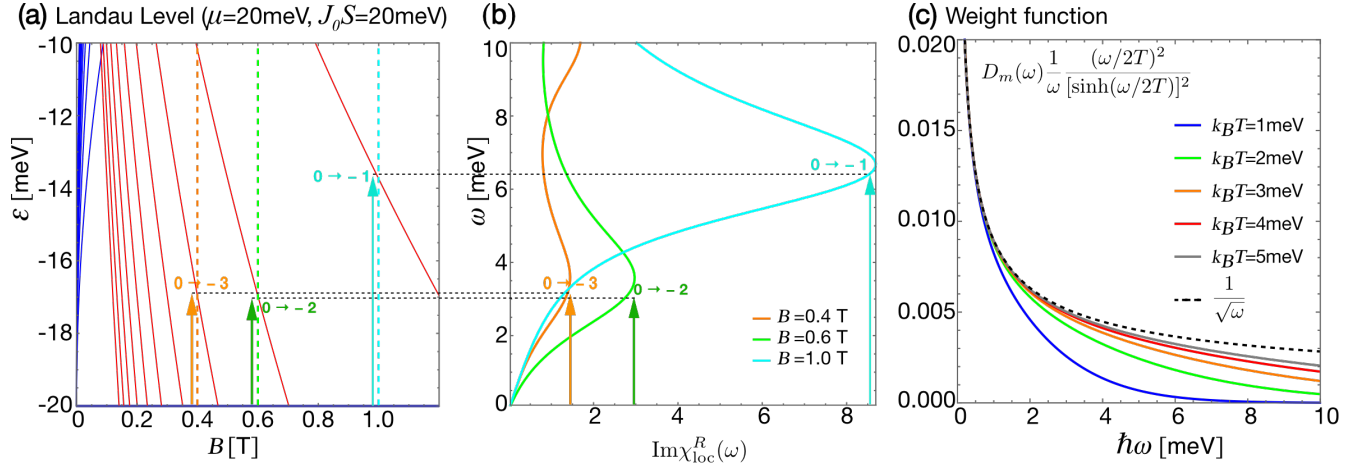 (a) Landau Level (μ=20meV, J₀S=20meV)
-10
-12
-14
-16
-18
-20
ε [meV]
0 → − 1
0 → − 3
0 → − 2
0.0
0.2
0.4
0.6
0.8
1.0
B [T]
(b)
10
8
6
4
2
0
ω [meV]
0 → − 1
0 → − 3
0 → − 2
B =0.4 T
B =0.6 T
B =1.0 T
2
4
6
8
Imχᴿ_loc(ω)
(c) Weight function
0.020
0.015
0.010
0.005
0.000
D_m(ω) 1/ω (ω/2T)²/[sinh(ω/2T)]²
k_BT=1meV
k_BT=2meV
k_BT=3meV
k_BT=4meV
k_BT=5meV
1/√ω
0
2
4
6
8
10
ℏω [meV]